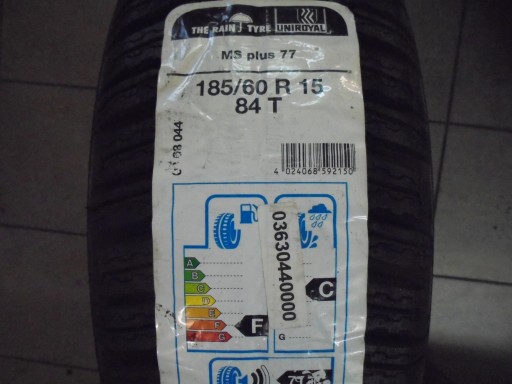 THE RAIN TYRE UNIROYAL
MS plus 77
185/60 R 15
84 T
4 024068 592150
03630440000
A
B
C
D
E
F
G
F
C
G